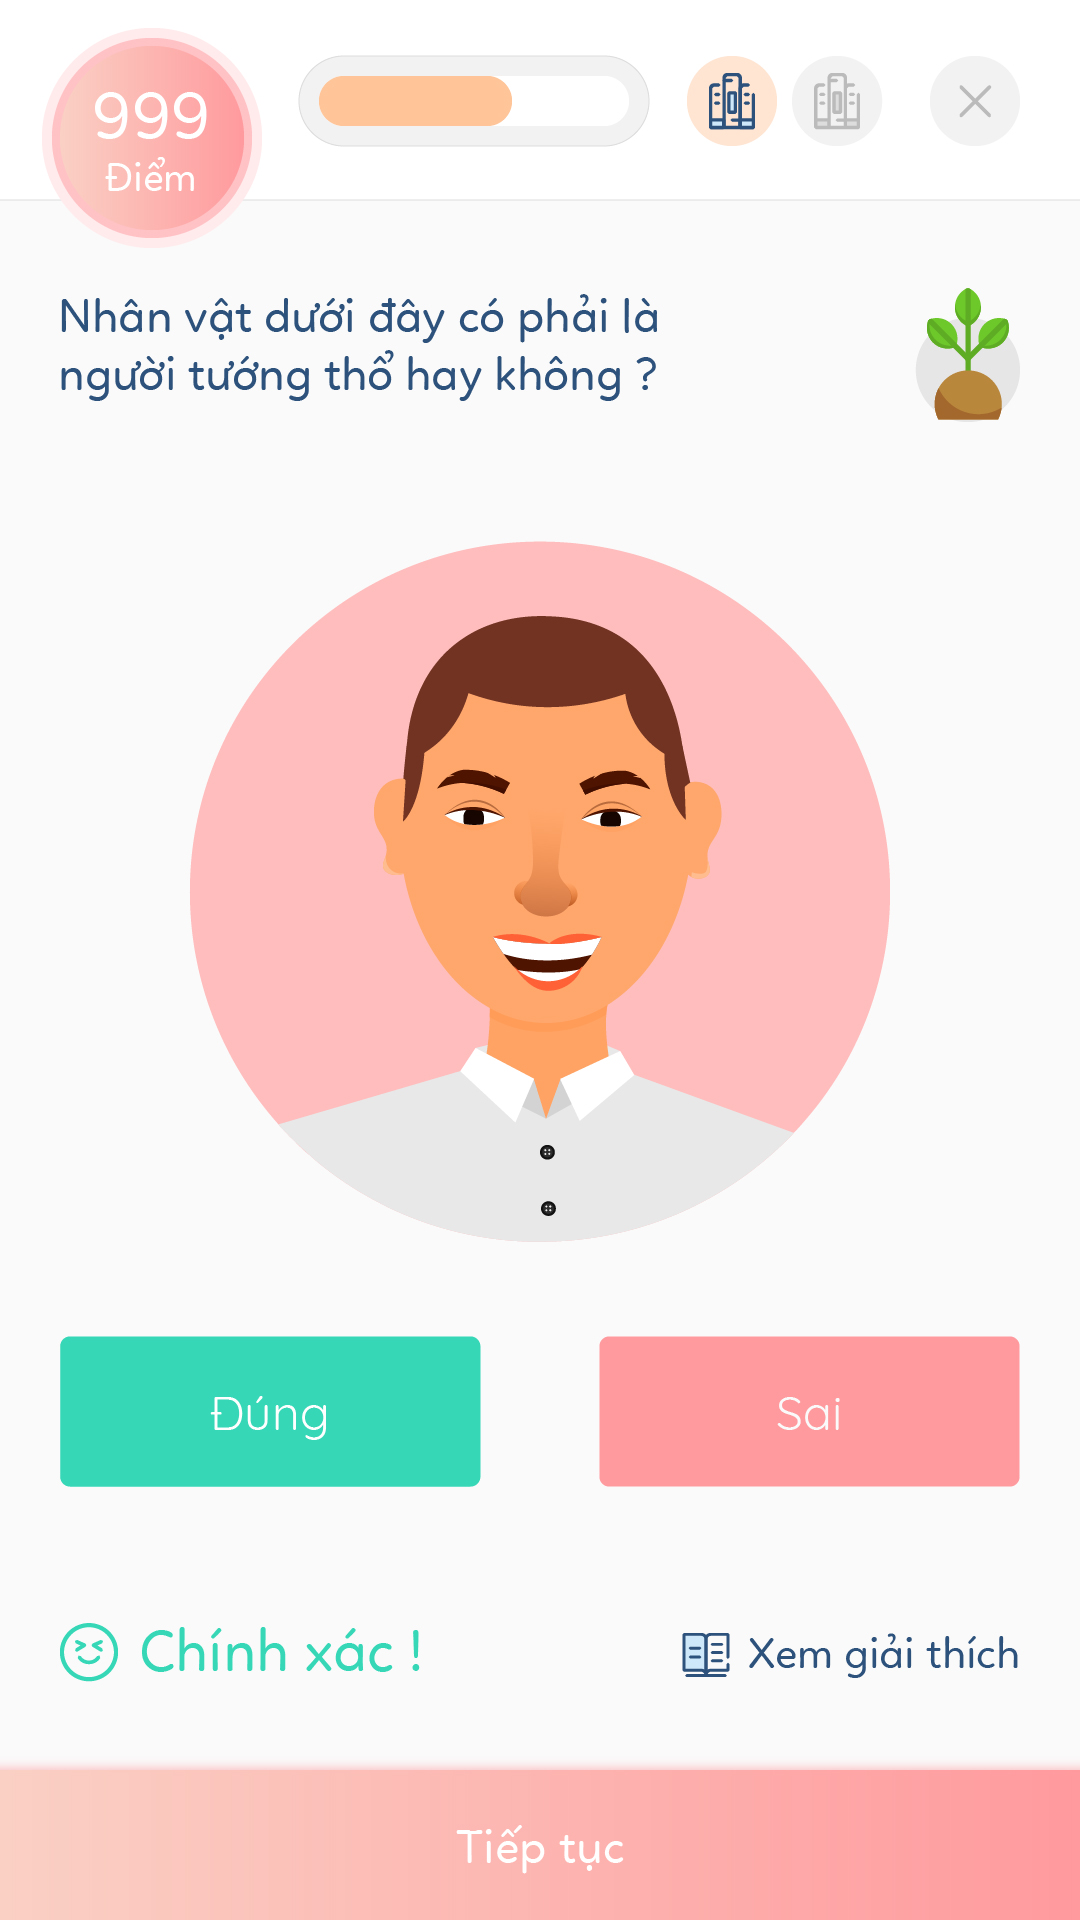 999
Điểm
Nhân vật dưới đây có phải là
người tướng thổ hay không ?
Đúng
Sai
Chính xác !
Xem giải thích
Tiếp tục